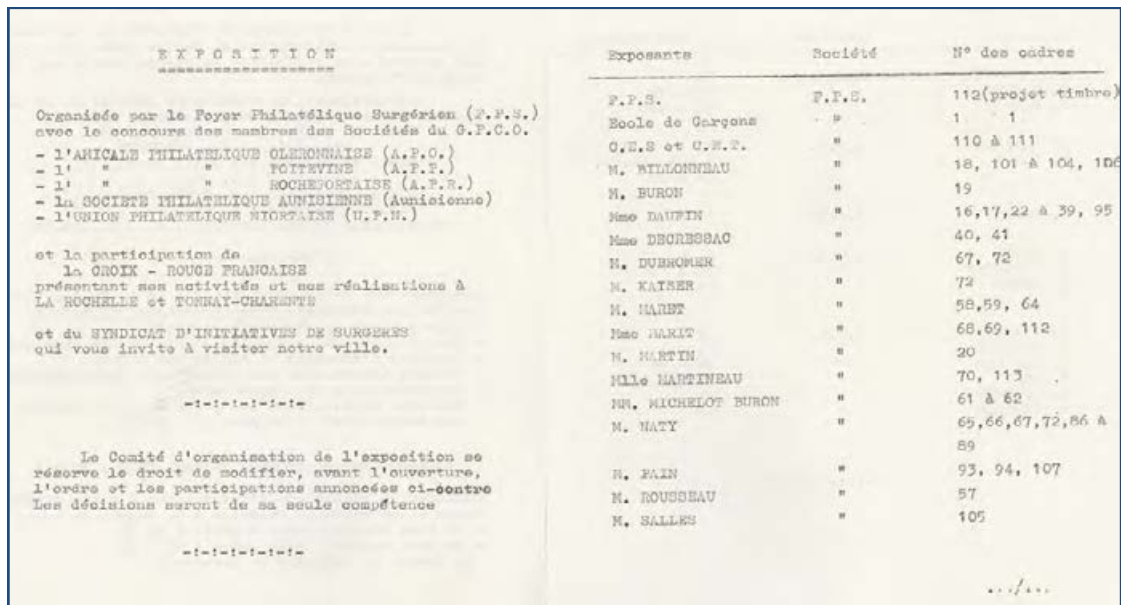 EXPOSITION
===================
Organisée par le Foyer Philatélique Surgérien (F.P.S.)
avec le concours des membres des Sociétés du G.P.C.O.
- l'AMICALE PHILATELIQUE OLERONNAISE (A.P.O.)
- l' " " POITEVINE (A.P.P.)
- l' " " ROCHEFORTAISE (A.P.R.)
- la SOCIETE PHILATELIQUE AUNISIENNE (Aunisienne)
- l'UNION PHILATELIQUE NIORTAISE (U.P.N.)
et la participation de
la CROIX - ROUGE FRANCAISE
présentant ses activités et ses réalisations à
LA ROCHELLE et TONNAY-CHARENTE
et du SYNDICAT D'INITIATIVES DE SURGERES
qui vous invite à visiter notre ville.
-:-:-:-:-:-:-
Le Comité d'organisation de l'exposition se
réserve le droit de modifier, avant l'ouverture,
l'ordre et les participations annoncées ci-contre
Les décisions seront de sa seule compétence
-:-:-:-:-:-:-
Exposants Société N° des cadres
F.P.S. F.P.S. 112(projet timbre)
Ecole de Garçons " 1 1
C.E.S et C.E.T. " 110 à 111
M. BILLONNEAU " 18, 101 à 104, 106
M. BURON " 19
Mme DAUFIN " 16,17,22 à 39, 95
Mme DECRESSAC " 40, 41
M. DUBROMER " 67, 72
M. KAISER " 72
M. MARET " 58,59, 64
Mme MARIT " 68,69, 112
M. MARTIN " 20
Mlle MARTINEAU " 70, 113
MM. MICHELOT BURON " 61 à 62
M. NATY " 65,66,67,72,86 à
89
M. PAIN " 93, 94, 107
M. ROUSSEAU " 57
M. SALLES " 105
.../...